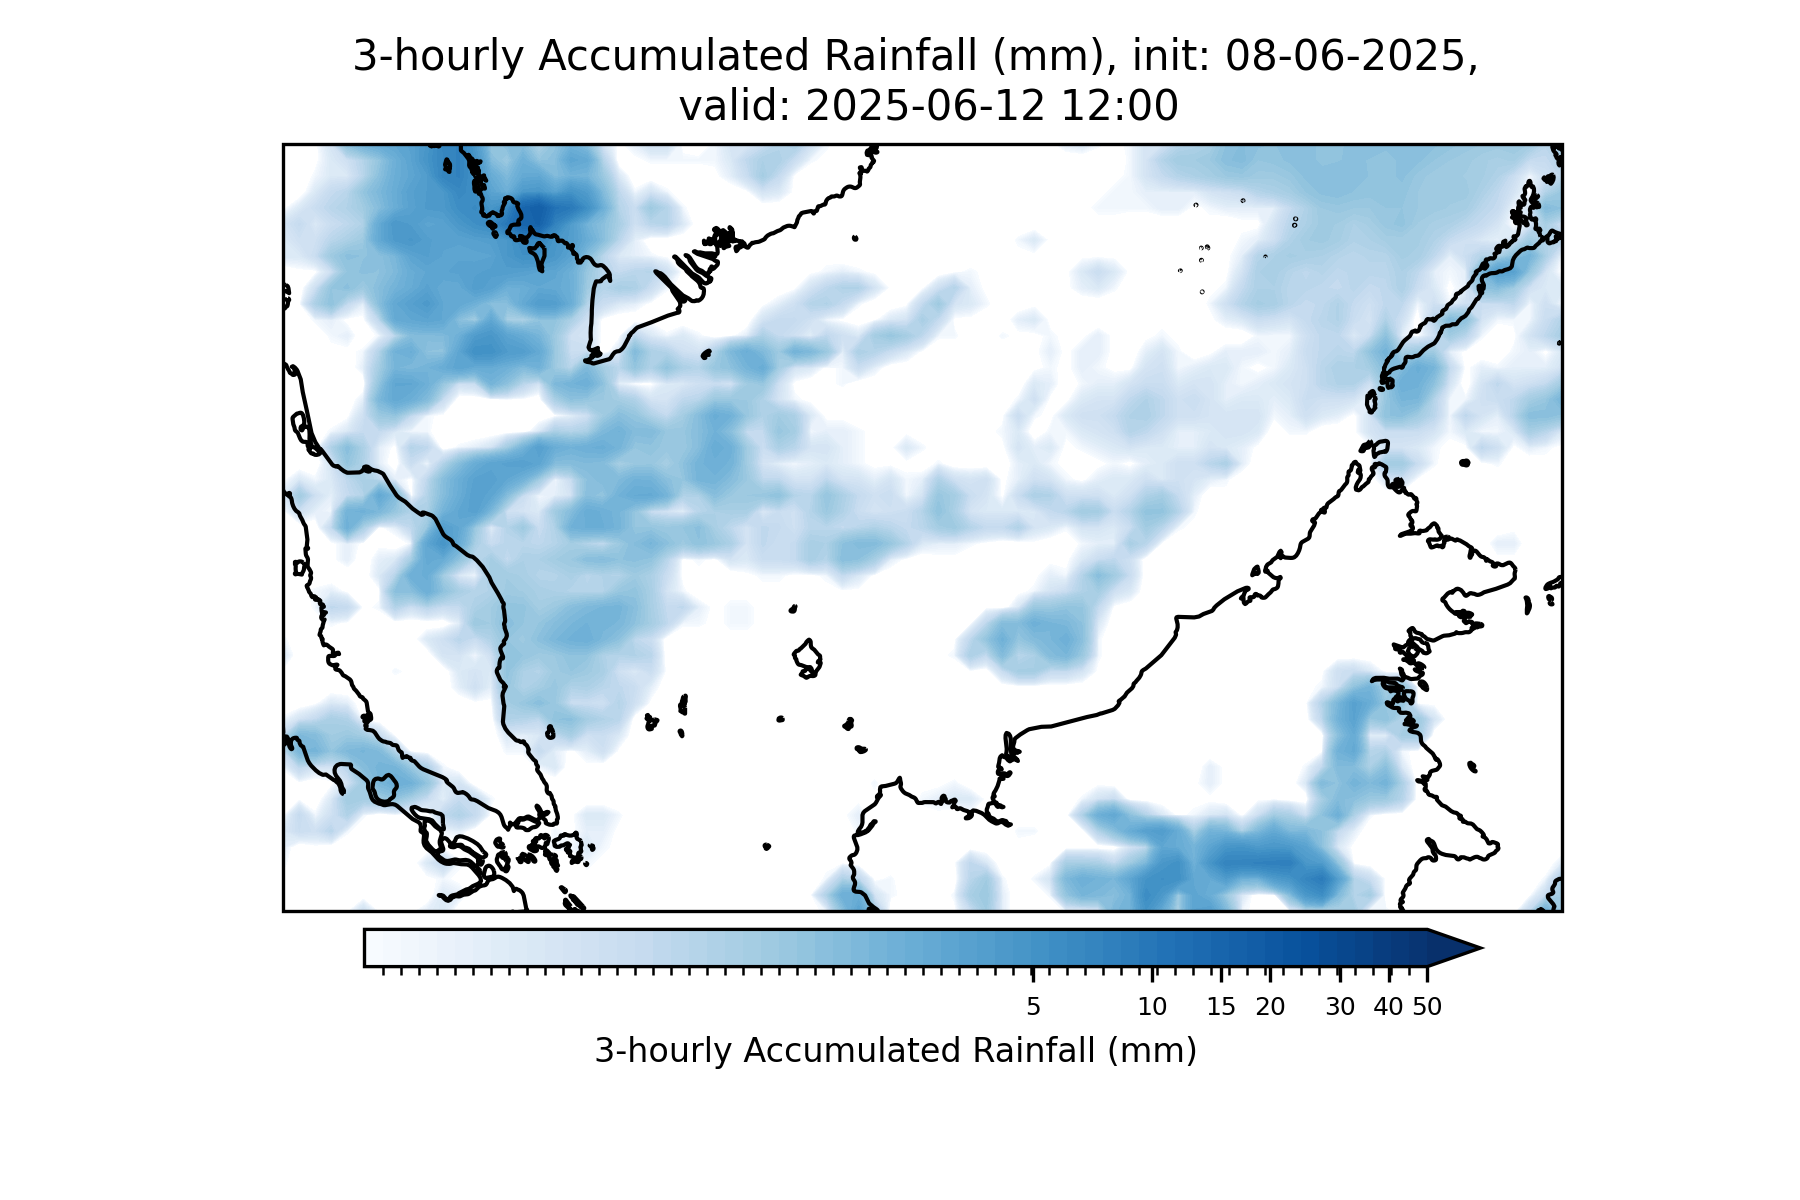 3-hourly Accumulated Rainfall (mm), init: 08-06-2025,
valid: 2025-06-12 12:00
5 10 15 20 30 40 50
3-hourly Accumulated Rainfall (mm)